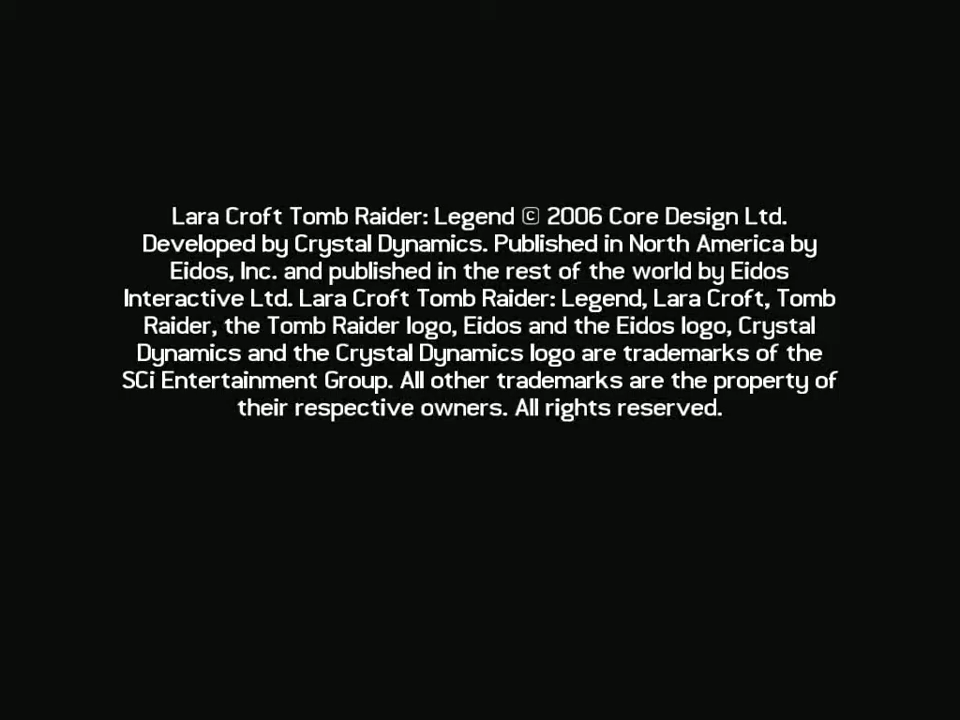 Lara Croft Tomb Raider: Legend © 2006 Core Design Ltd.
Developed by Crystal Dynamics. Published in North America by
Eidos, Inc. and published in the rest of the world by Eidos
Interactive Ltd. Lara Croft Tomb Raider: Legend, Lara Croft, Tomb
Raider, the Tomb Raider logo, Eidos and the Eidos logo, Crystal
Dynamics and the Crystal Dynamics logo are trademarks of the
SCi Entertainment Group. All other trademarks are the property of
their respective owners. All rights reserved.